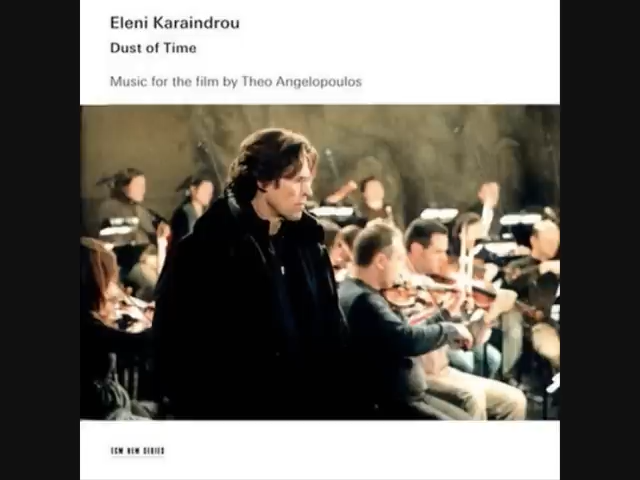 Eleni Karaindrou
Dust of Time
Music for the film by Theo Angelopoulos
ECM NEW SERIES